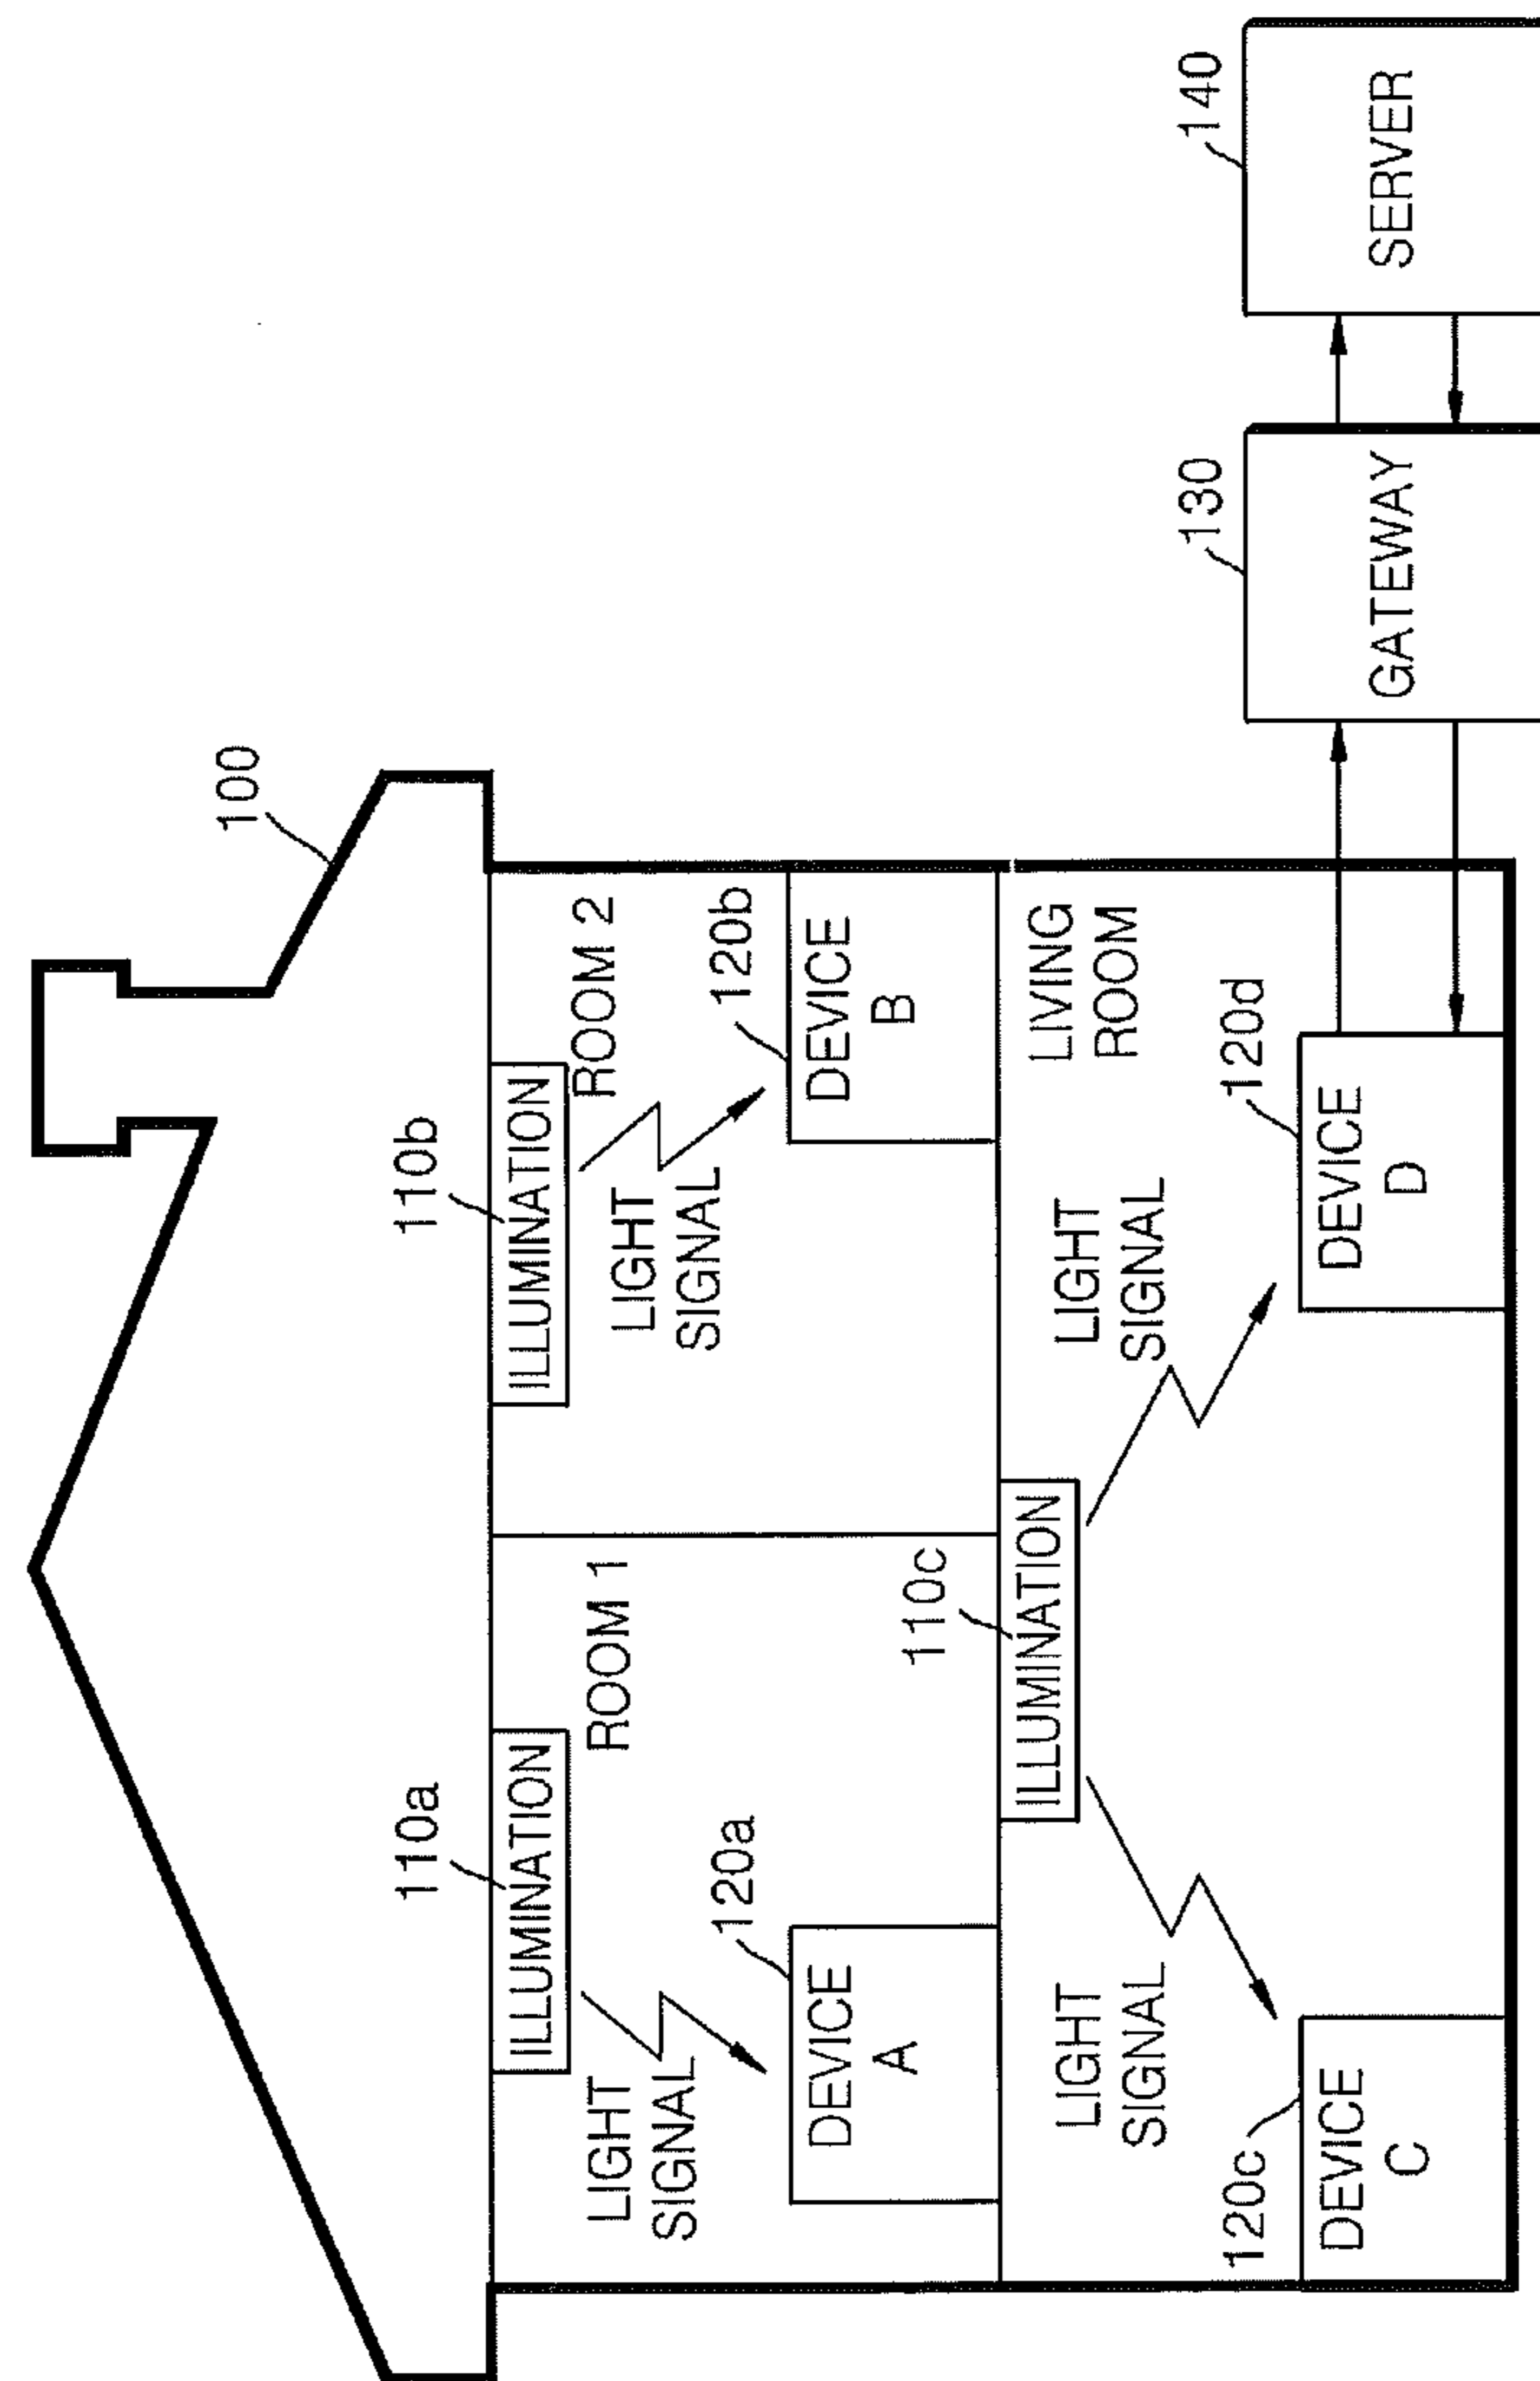 100
110a
110b
ILLUMINATION
ILLUMINATION
ROOM 1
ROOM 2
LIGHT
SIGNAL
LIGHT
SIGNAL
120a
120b
DEVICE
A
DEVICE
B
110c
ILLUMINATION
LIVING
ROOM
LIGHT
SIGNAL
LIGHT
SIGNAL
120c
120d
130
140
DEVICE
C
DEVICE
D
GATEWAY
SERVER